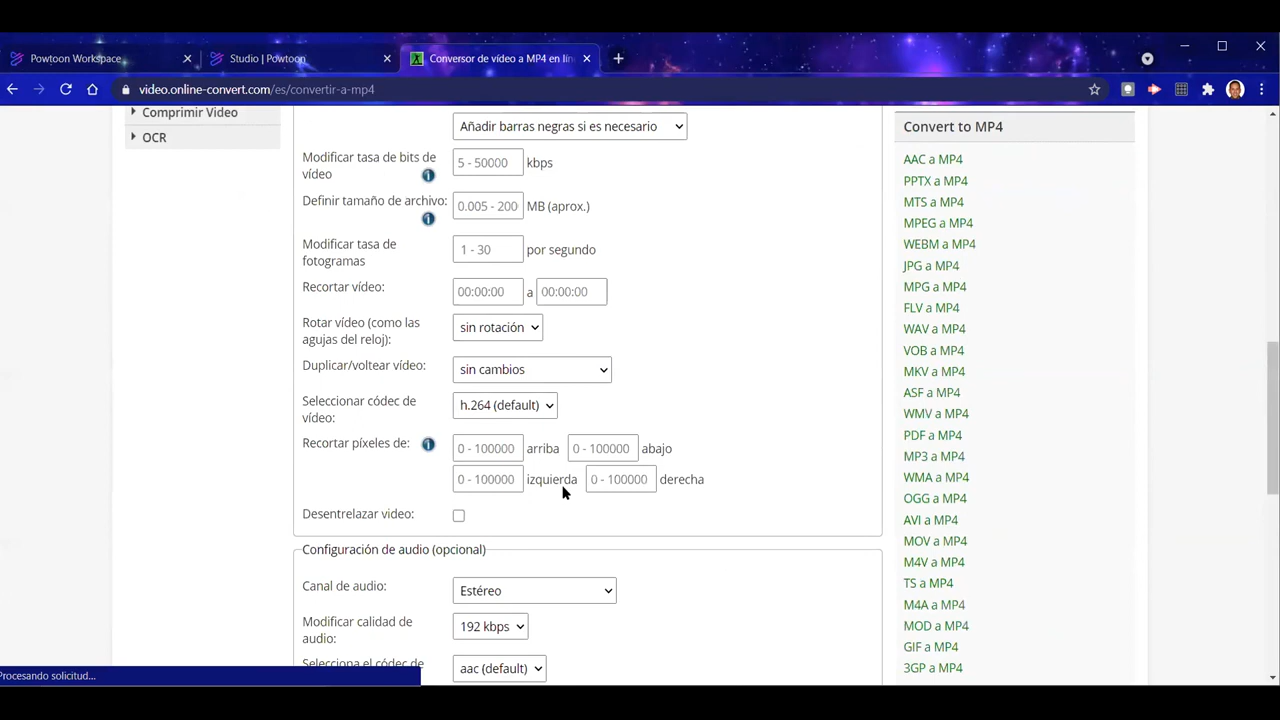 Powtoon Workspace
Studio | Powtoon
Conversor de vídeo a MP4 en lín
video.online-convert.com/es/convertir-a-mp4
Comprimir Video
OCR
Añadir barras negras si es necesario
Modificar tasa de bits de
vídeo
5 - 50000 kbps
Definir tamaño de archivo:
0.005 - 200 MB (aprox.)
Modificar tasa de
fotogramas
1 - 30 por segundo
Recortar vídeo:
00:00:00 a 00:00:00
Rotar vídeo (como las
agujas del reloj):
sin rotación
Duplicar/voltear vídeo:
sin cambios
Seleccionar códec de
vídeo:
h.264 (default)
Recortar píxeles de:
0 - 100000 arriba 0 - 100000 abajo
0 - 100000 izquierda 0 - 100000 derecha
Desentrelazar video:
Configuración de audio (opcional)
Canal de audio:
Estéreo
Modificar calidad de
audio:
192 kbps
Selecciona el códec de
aac (default)
Convert to MP4
AAC a MP4
PPTX a MP4
MTS a MP4
MPEG a MP4
WEBM a MP4
JPG a MP4
MPG a MP4
FLV a MP4
WAV a MP4
VOB a MP4
MKV a MP4
ASF a MP4
WMV a MP4
PDF a MP4
MP3 a MP4
WMA a MP4
OGG a MP4
AVI a MP4
MOV a MP4
M4V a MP4
TS a MP4
M4A a MP4
MOD a MP4
GIF a MP4
3GP a MP4
Procesando solicitud...